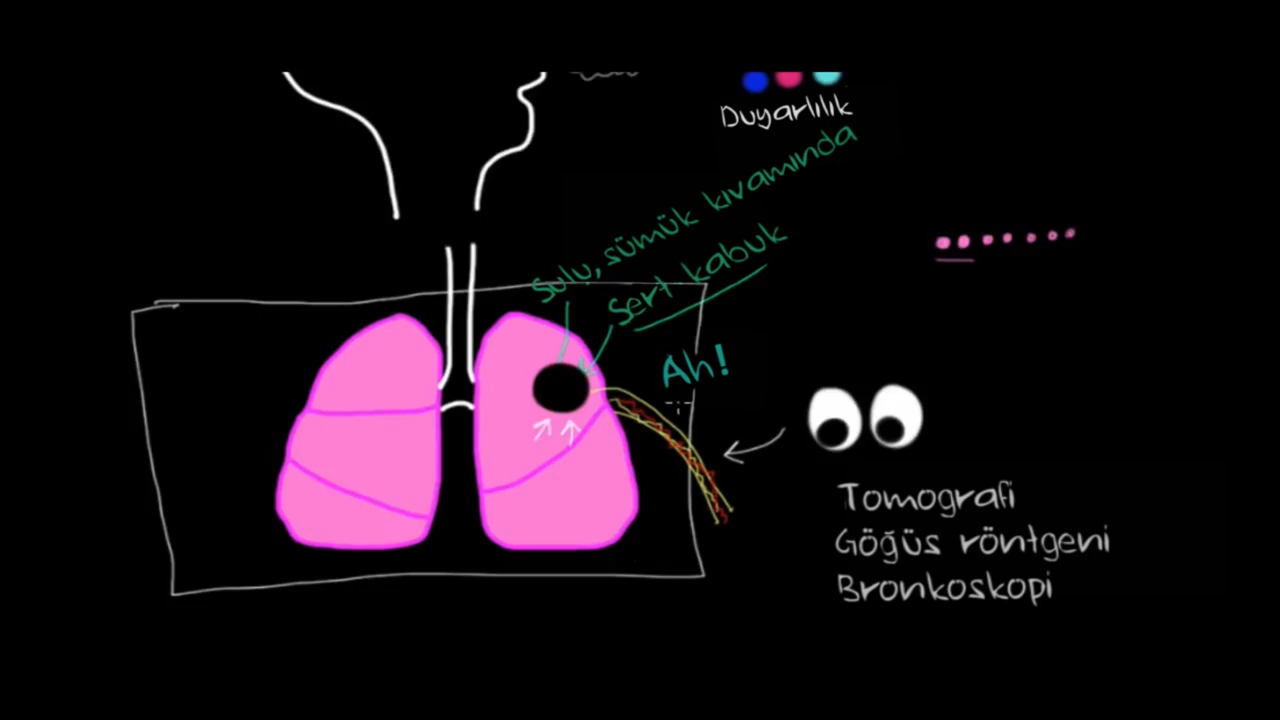 Duyarlılık
Sulu, sümük kıvamında
Sert kabuk
Ah!
Tomografi
Göğüs röntgeni
Bronkoskopi